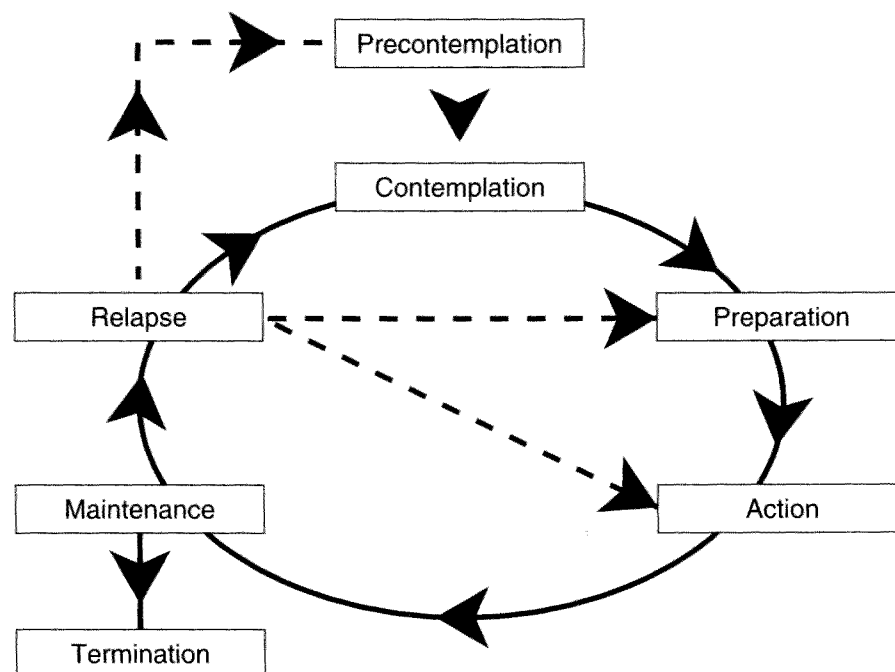 Precontemplation
Contemplation
Relapse
Preparation
Maintenance
Action
Termination